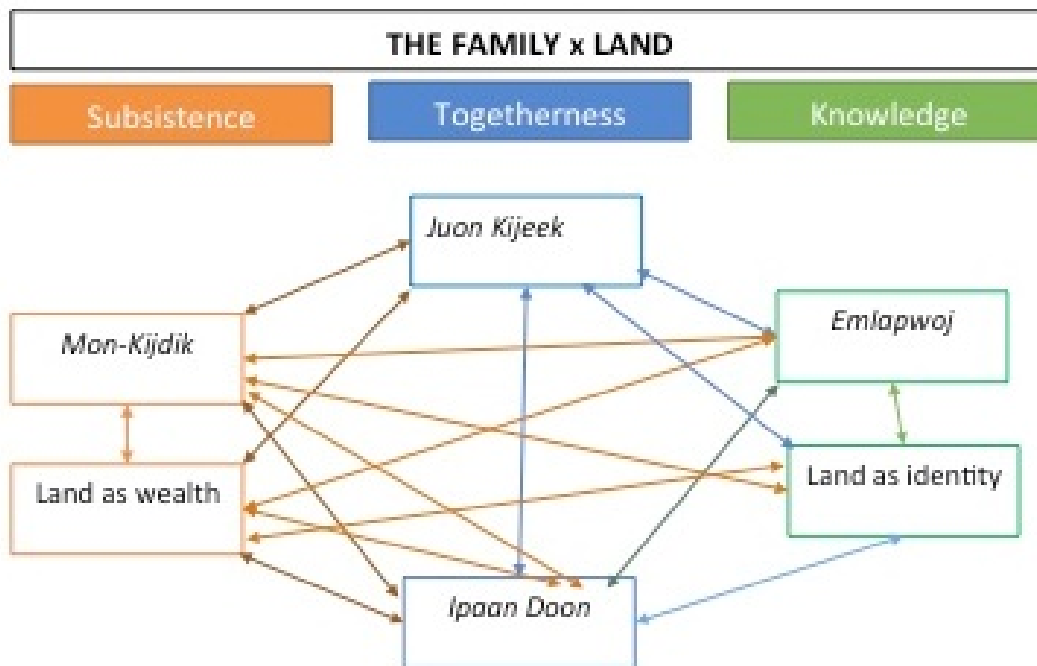 THE FAMILY x LAND
Subsistence
Togetherness
Knowledge
Juon Kijeek
Emlapwoj
Mon-Kijdik
Land as wealth
Land as identity
Ipaan Doon